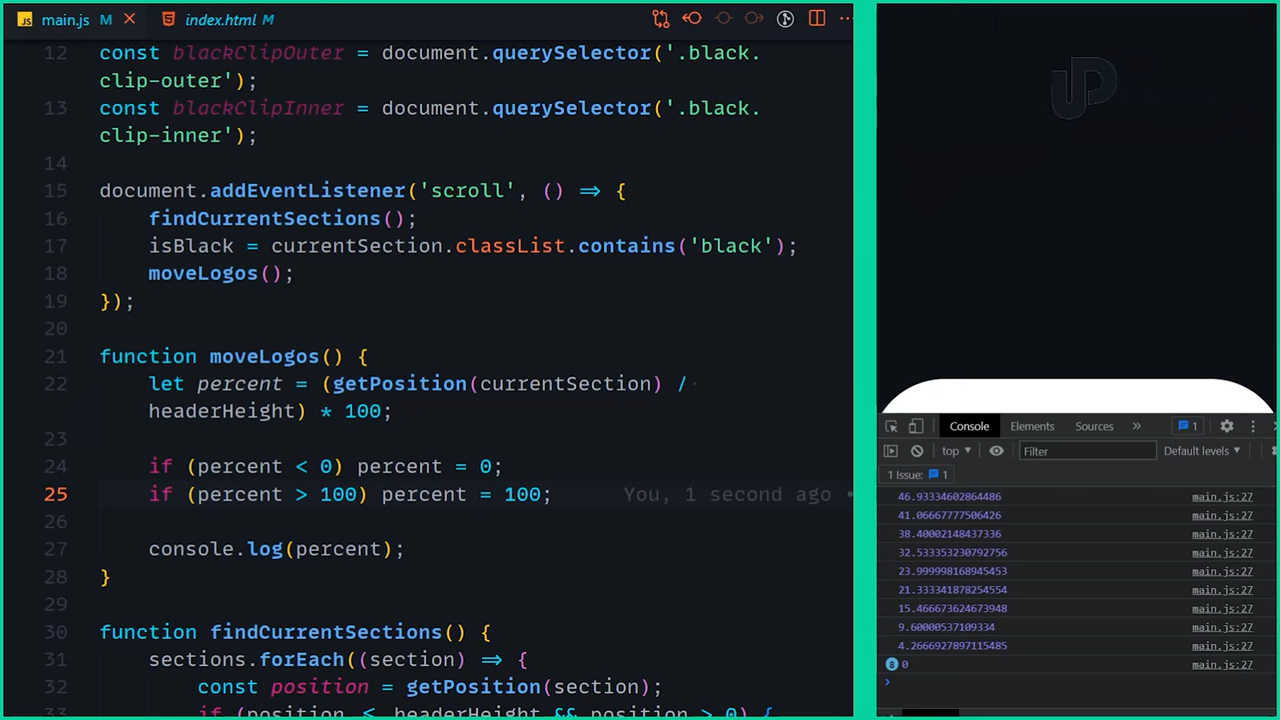 main.js M
index.html M
12 const blackClipOuter = document.querySelector('.black.
clip-outer');
13 const blackClipInner = document.querySelector('.black.
clip-inner');
14
15 document.addEventListener('scroll', () => {
16 findCurrentSections();
17 isBlack = currentSection.classList.contains('black');
18 moveLogos();
19 });
20
21 function moveLogos() {
22 let percent = (getPosition(currentSection) /
headerHeight) * 100;
23
24 if (percent < 0) percent = 0;
25 if (percent > 100) percent = 100; You, 1 second ago •
26
27 console.log(percent);
28 }
29
30 function findCurrentSections() {
31 sections.forEach((section) => {
32 const position = getPosition(section);
33 if (position < headerHeight && position > 0) {
Console Elements Sources » 1
top Filter Default levels
1 Issue: 1
46.93334602864486 main.js:27
41.06667777506426 main.js:27
38.40002148437336 main.js:27
32.533353230792756 main.js:27
23.999998168945453 main.js:27
21.333341878254554 main.js:27
15.466673624673948 main.js:27
9.60000537109334 main.js:27
4.2666927897115485 main.js:27
8 0 main.js:27